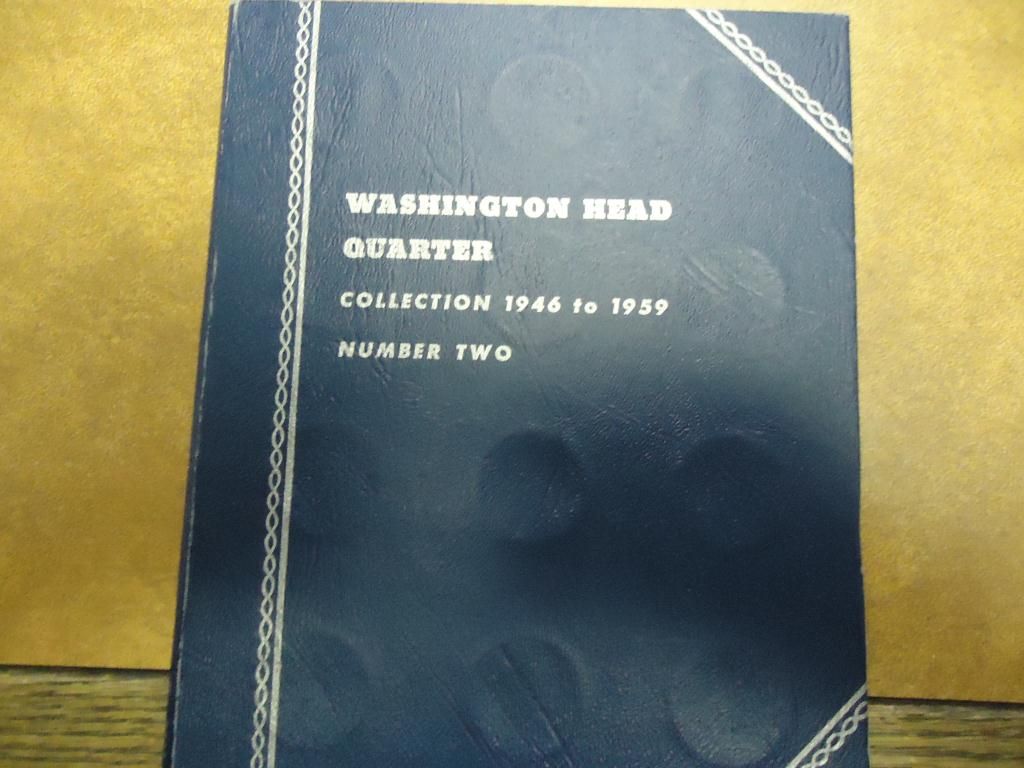 WASHINGTON HEAD
QUARTER
COLLECTION 1946 to 1959
NUMBER TWO